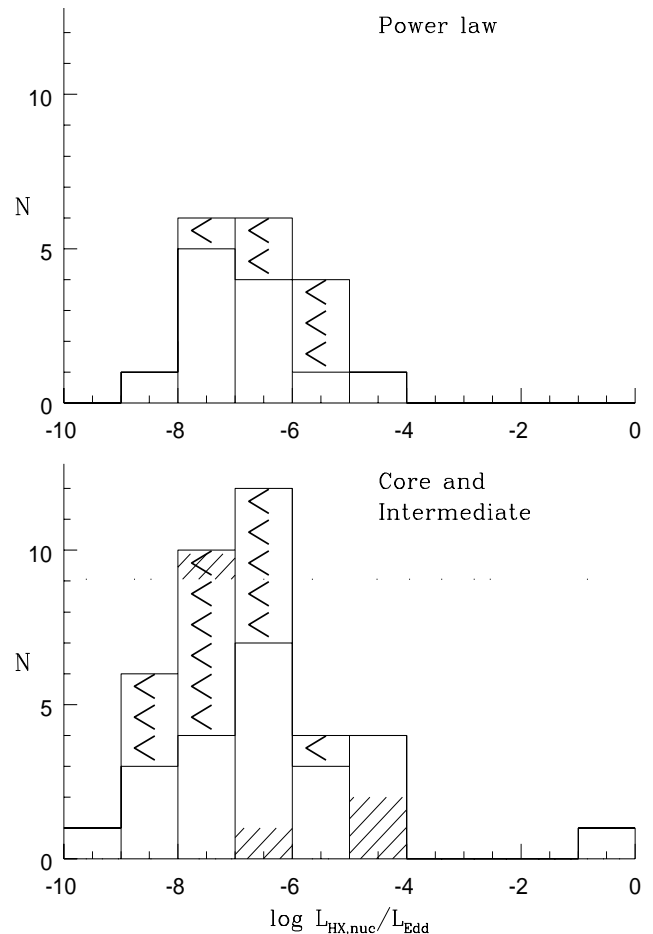 Power law
10
N
5
0
-10 -8 -6 -4 -2 0
Core and
Intermediate
10
N
5
0
-10 -8 -6 -4 -2 0
log L_HX,nuc/L_Edd